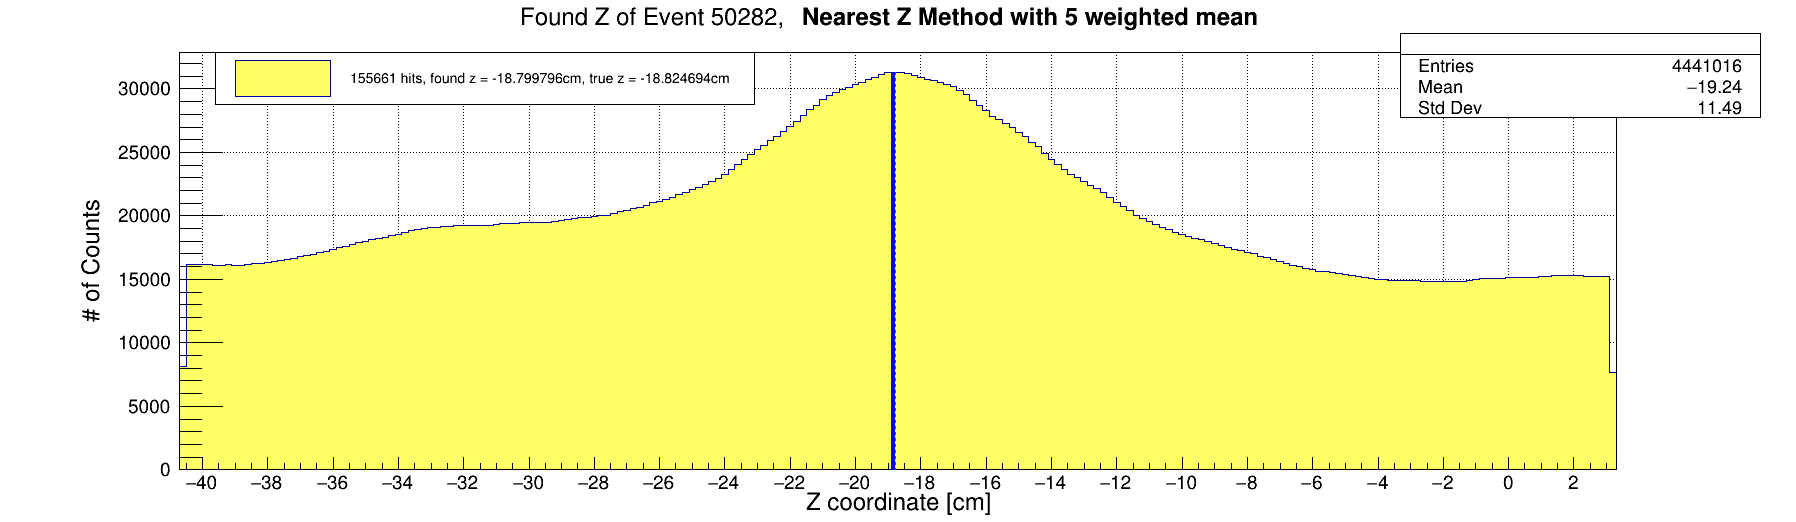 Found Z of Event 50282, Nearest Z Method with 5 weighted mean
155661 hits, found z = -18.799796cm, true z = -18.824694cm
Entries 4441016
Mean −19.24
Std Dev 11.49
# of Counts
30000
25000
20000
15000
10000
5000
0
−40 −38 −36 −34 −32 −30 −28 −26 −24 −22 −20 −18 −16 −14 −12 −10 −8 −6 −4 −2 0 2
Z coordinate [cm]